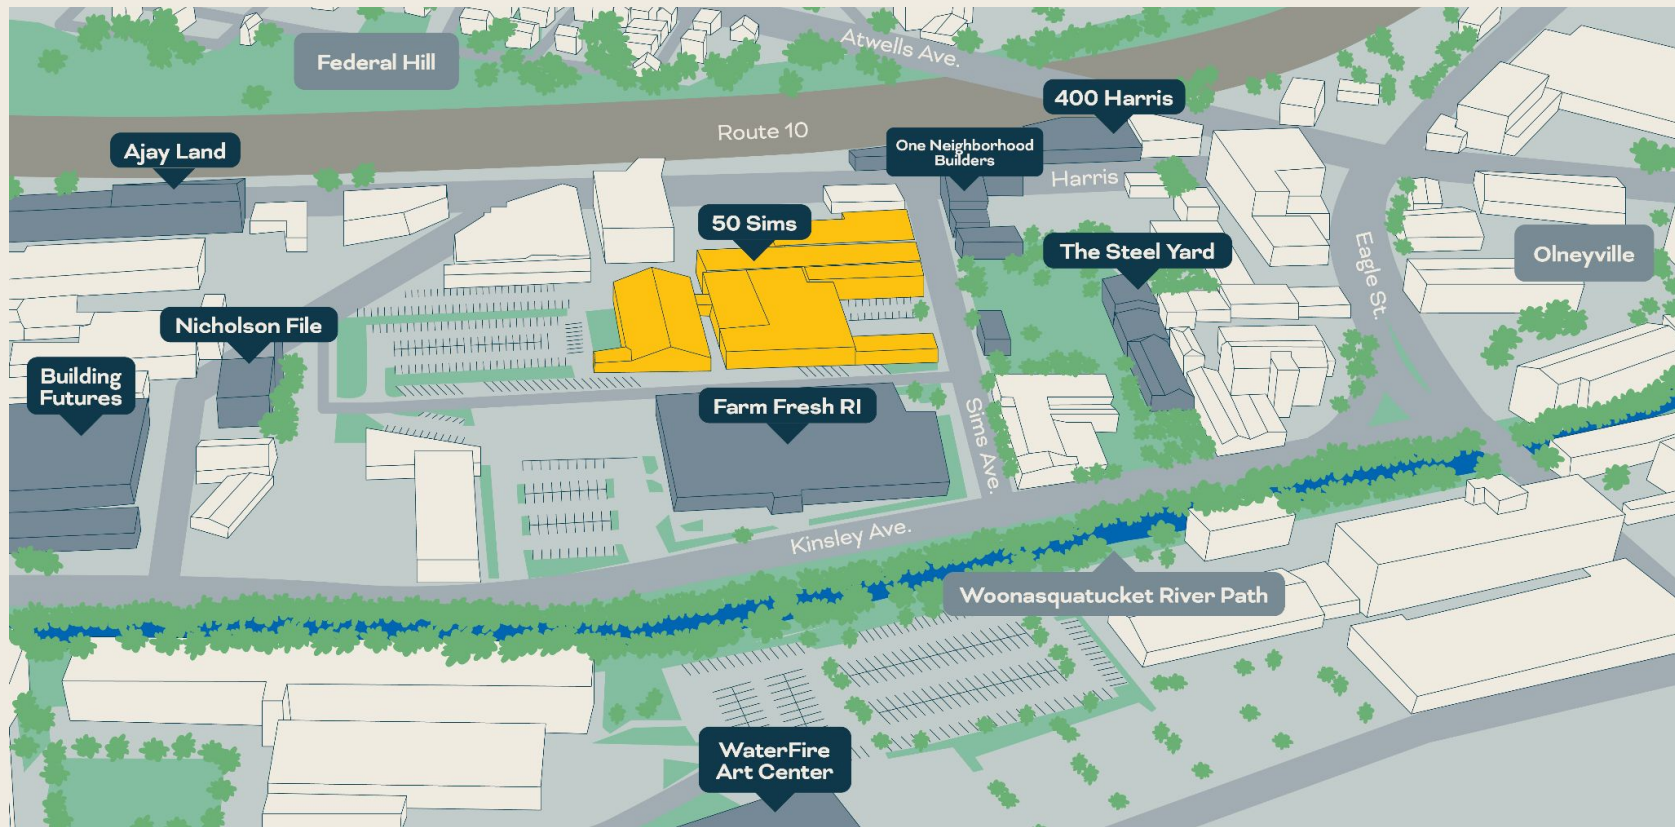 Federal Hill
Atwells Ave.
400 Harris
Route 10
Ajay Land
One Neighborhood
Builders
Harris
50 Sims
The Steel Yard
Eagle St.
Olneyville
Nicholson File
Building
Futures
Farm Fresh RI
Sims Ave.
Kinsley Ave.
Woonasquatucket River Path
WaterFire
Art Center